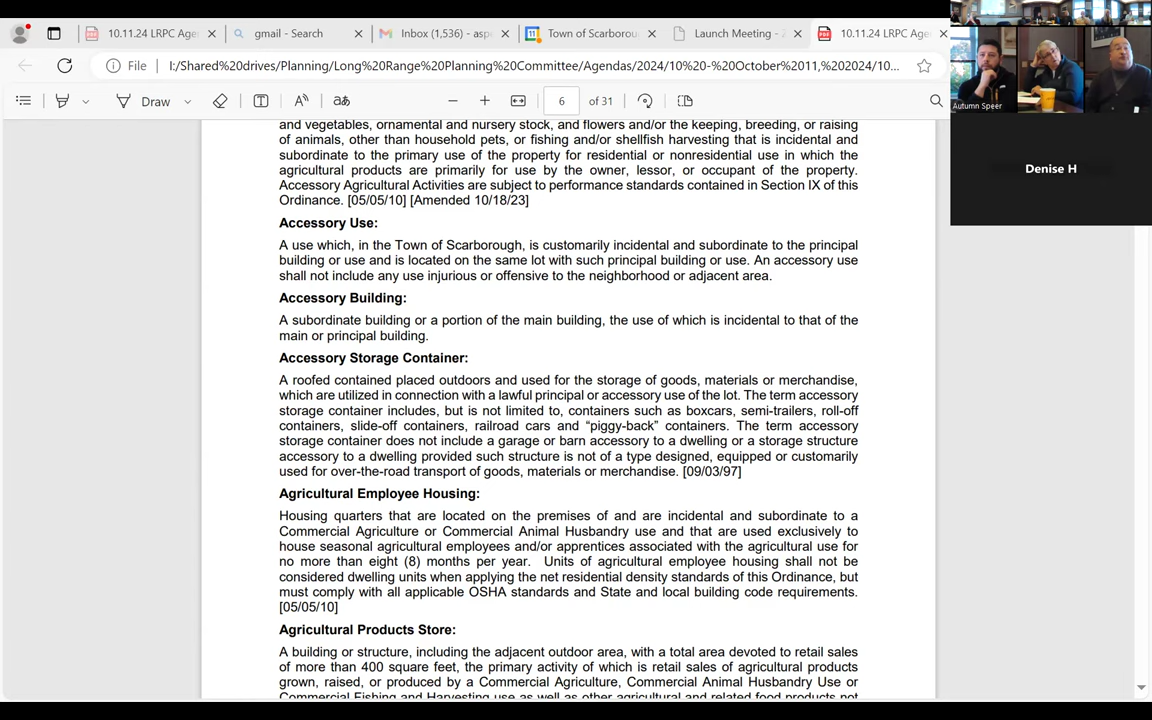 10.11.24 LRPC Age
gmail - Search
Inbox (1,536) - aspe
Town of Scarborou
Launch Meeting - Z
10.11.24 LRPC Age
File
I:/Shared%20drives/Planning/Long%20Range%20Planning%20Committee/Agendas/2024/10%20-%20October%2011,%202024/10...
Draw
6 of 31
and vegetables, ornamental and nursery stock, and flowers and/or the keeping, breeding, or raising
of animals, other than household pets, or fishing and/or shellfish harvesting that is incidental and
subordinate to the primary use of the property for residential or nonresidential use in which the
agricultural products are primarily for use by the owner, lessor, or occupant of the property.
Accessory Agricultural Activities are subject to performance standards contained in Section IX of this
Ordinance. [05/05/10] [Amended 10/18/23]
Accessory Use:
A use which, in the Town of Scarborough, is customarily incidental and subordinate to the principal
building or use and is located on the same lot with such principal building or use. An accessory use
shall not include any use injurious or offensive to the neighborhood or adjacent area.
Accessory Building:
A subordinate building or a portion of the main building, the use of which is incidental to that of the
main or principal building.
Accessory Storage Container:
A roofed contained placed outdoors and used for the storage of goods, materials or merchandise,
which are utilized in connection with a lawful principal or accessory use of the lot. The term accessory
storage container includes, but is not limited to, containers such as boxcars, semi-trailers, roll-off
containers, slide-off containers, railroad cars and “piggy-back” containers. The term accessory
storage container does not include a garage or barn accessory to a dwelling or a storage structure
accessory to a dwelling provided such structure is not of a type designed, equipped or customarily
used for over-the-road transport of goods, materials or merchandise. [09/03/97]
Agricultural Employee Housing:
Housing quarters that are located on the premises of and are incidental and subordinate to a
Commercial Agriculture or Commercial Animal Husbandry use and that are used exclusively to
house seasonal agricultural employees and/or apprentices associated with the agricultural use for
no more than eight (8) months per year. Units of agricultural employee housing shall not be
considered dwelling units when applying the net residential density standards of this Ordinance, but
must comply with all applicable OSHA standards and State and local building code requirements.
[05/05/10]
Agricultural Products Store:
A building or structure, including the adjacent outdoor area, with a total area devoted to retail sales
of more than 400 square feet, the primary activity of which is retail sales of agricultural products
grown, raised, or produced by a Commercial Agriculture, Commercial Animal Husbandry Use or
Commercial Fishing and Harvesting use as well as other agricultural and related food products not
Autumn Speer
Denise H